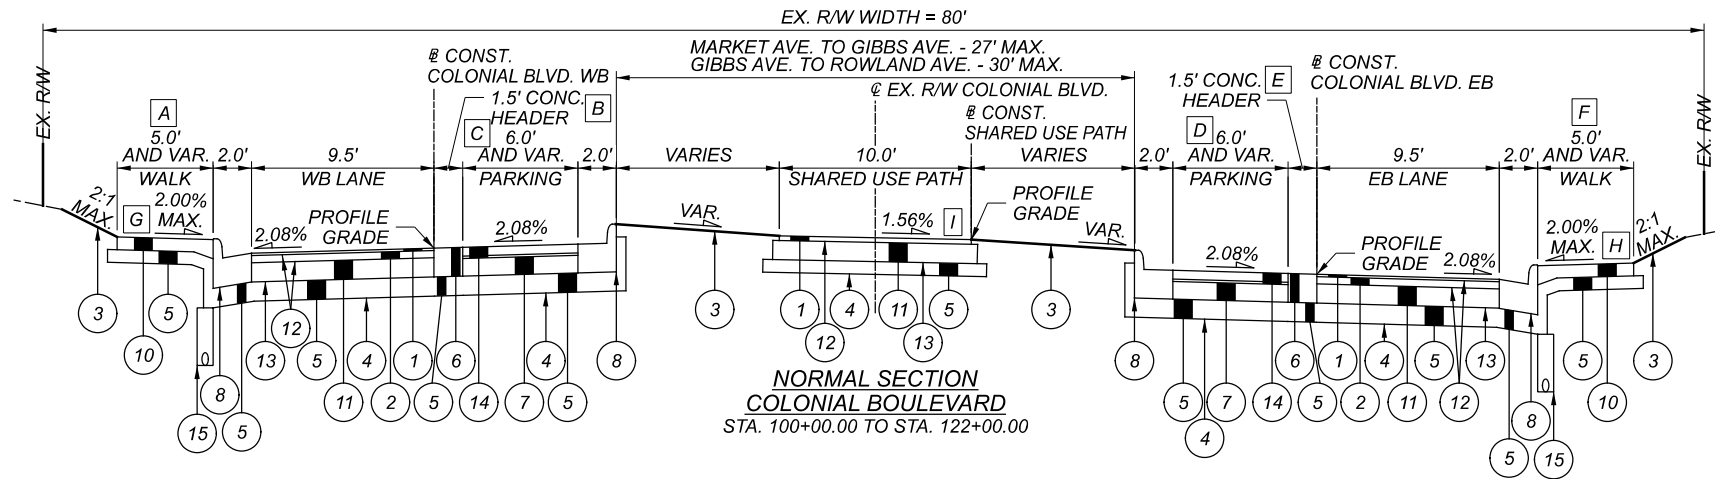 EX. R/W WIDTH = 80'
MARKET AVE. TO GIBBS AVE. - 27' MAX.
GIBBS AVE. TO ROWLAND AVE. - 30' MAX.
EX. R/W
EX. R/W
℄ CONST.
COLONIAL BLVD. WB
℄ EX. R/W COLONIAL BLVD.
℄ CONST.
SHARED USE PATH
℄ CONST.
COLONIAL BLVD. EB
1.5' CONC.
HEADER
B
1.5' CONC.
HEADER
E
A
5.0'
AND VAR.
WALK
2.0'
9.5'
WB LANE
C
6.0'
AND VAR.
PARKING
2.0'
VARIES
10.0'
SHARED USE PATH
VARIES
2.0'
D
6.0'
AND VAR.
PARKING
9.5'
EB LANE
2.0'
F
5.0'
AND VAR.
WALK
2:1
MAX.
G
2.00%
MAX.
2.08%
PROFILE
GRADE
2.08%
VAR.
1.56%
I
PROFILE
GRADE
VAR.
2.08%
PROFILE
GRADE
2.08%
2.00%
MAX.
H
2:1
MAX.
3
10
5
15
8
5
13
12
5
11
4
2
1
5
6
14
7
4
5
8
3
1
12
4
11
13
5
3
8
5
4
7
14
6
5
1
2
4
11
5
12
13
5
8
15
5
10
3
NORMAL SECTION
COLONIAL BOULEVARD
STA. 100+00.00 TO STA. 122+00.00